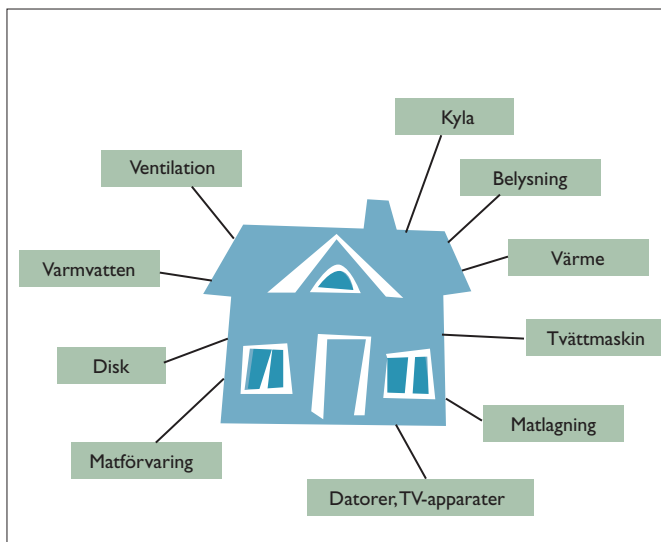 Kyla
Ventilation
Belysning
Varmvatten
Värme
Tvättmaskin
Disk
Matlagning
Matförvaring
Datorer, TV-apparater